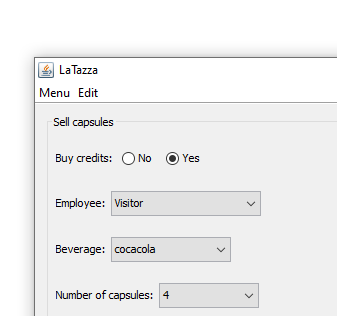 LaTazza
Menu Edit
Sell capsules
Buy credits: No Yes
Employee: Visitor
Beverage: cocacola
Number of capsules: 4